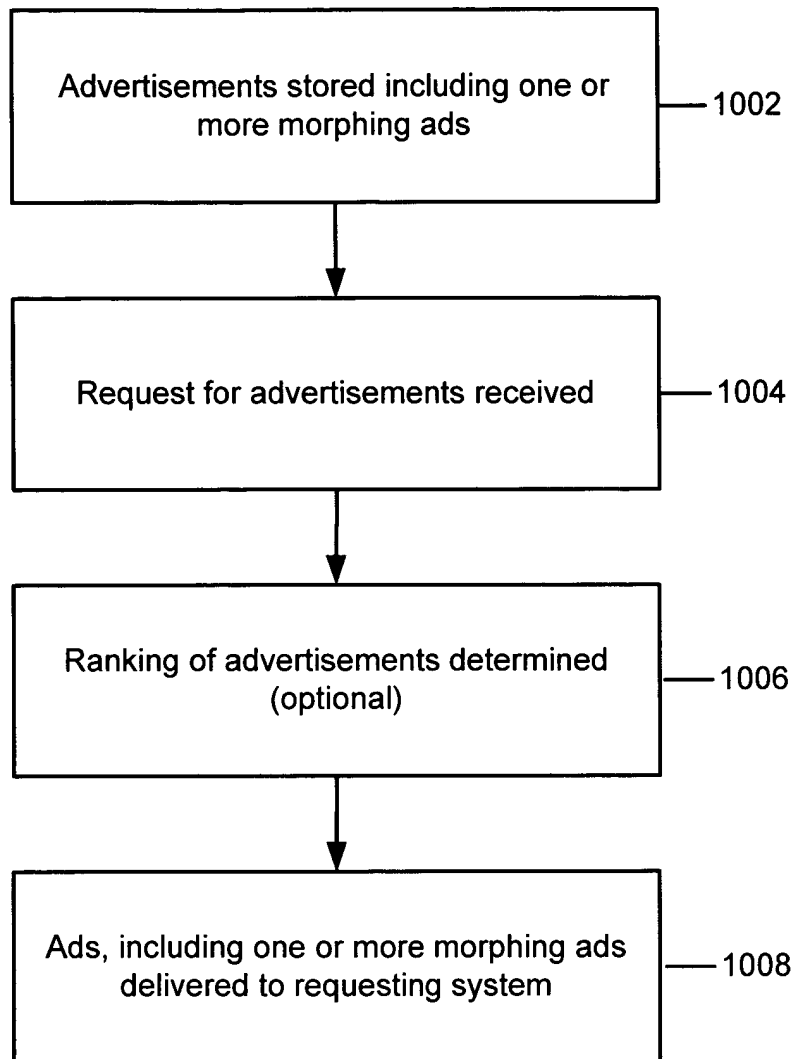 Advertisements stored including one or
more morphing ads
1002
Request for advertisements received
1004
Ranking of advertisements determined
(optional)
1006
Ads, including one or more morphing ads
delivered to requesting system
1008